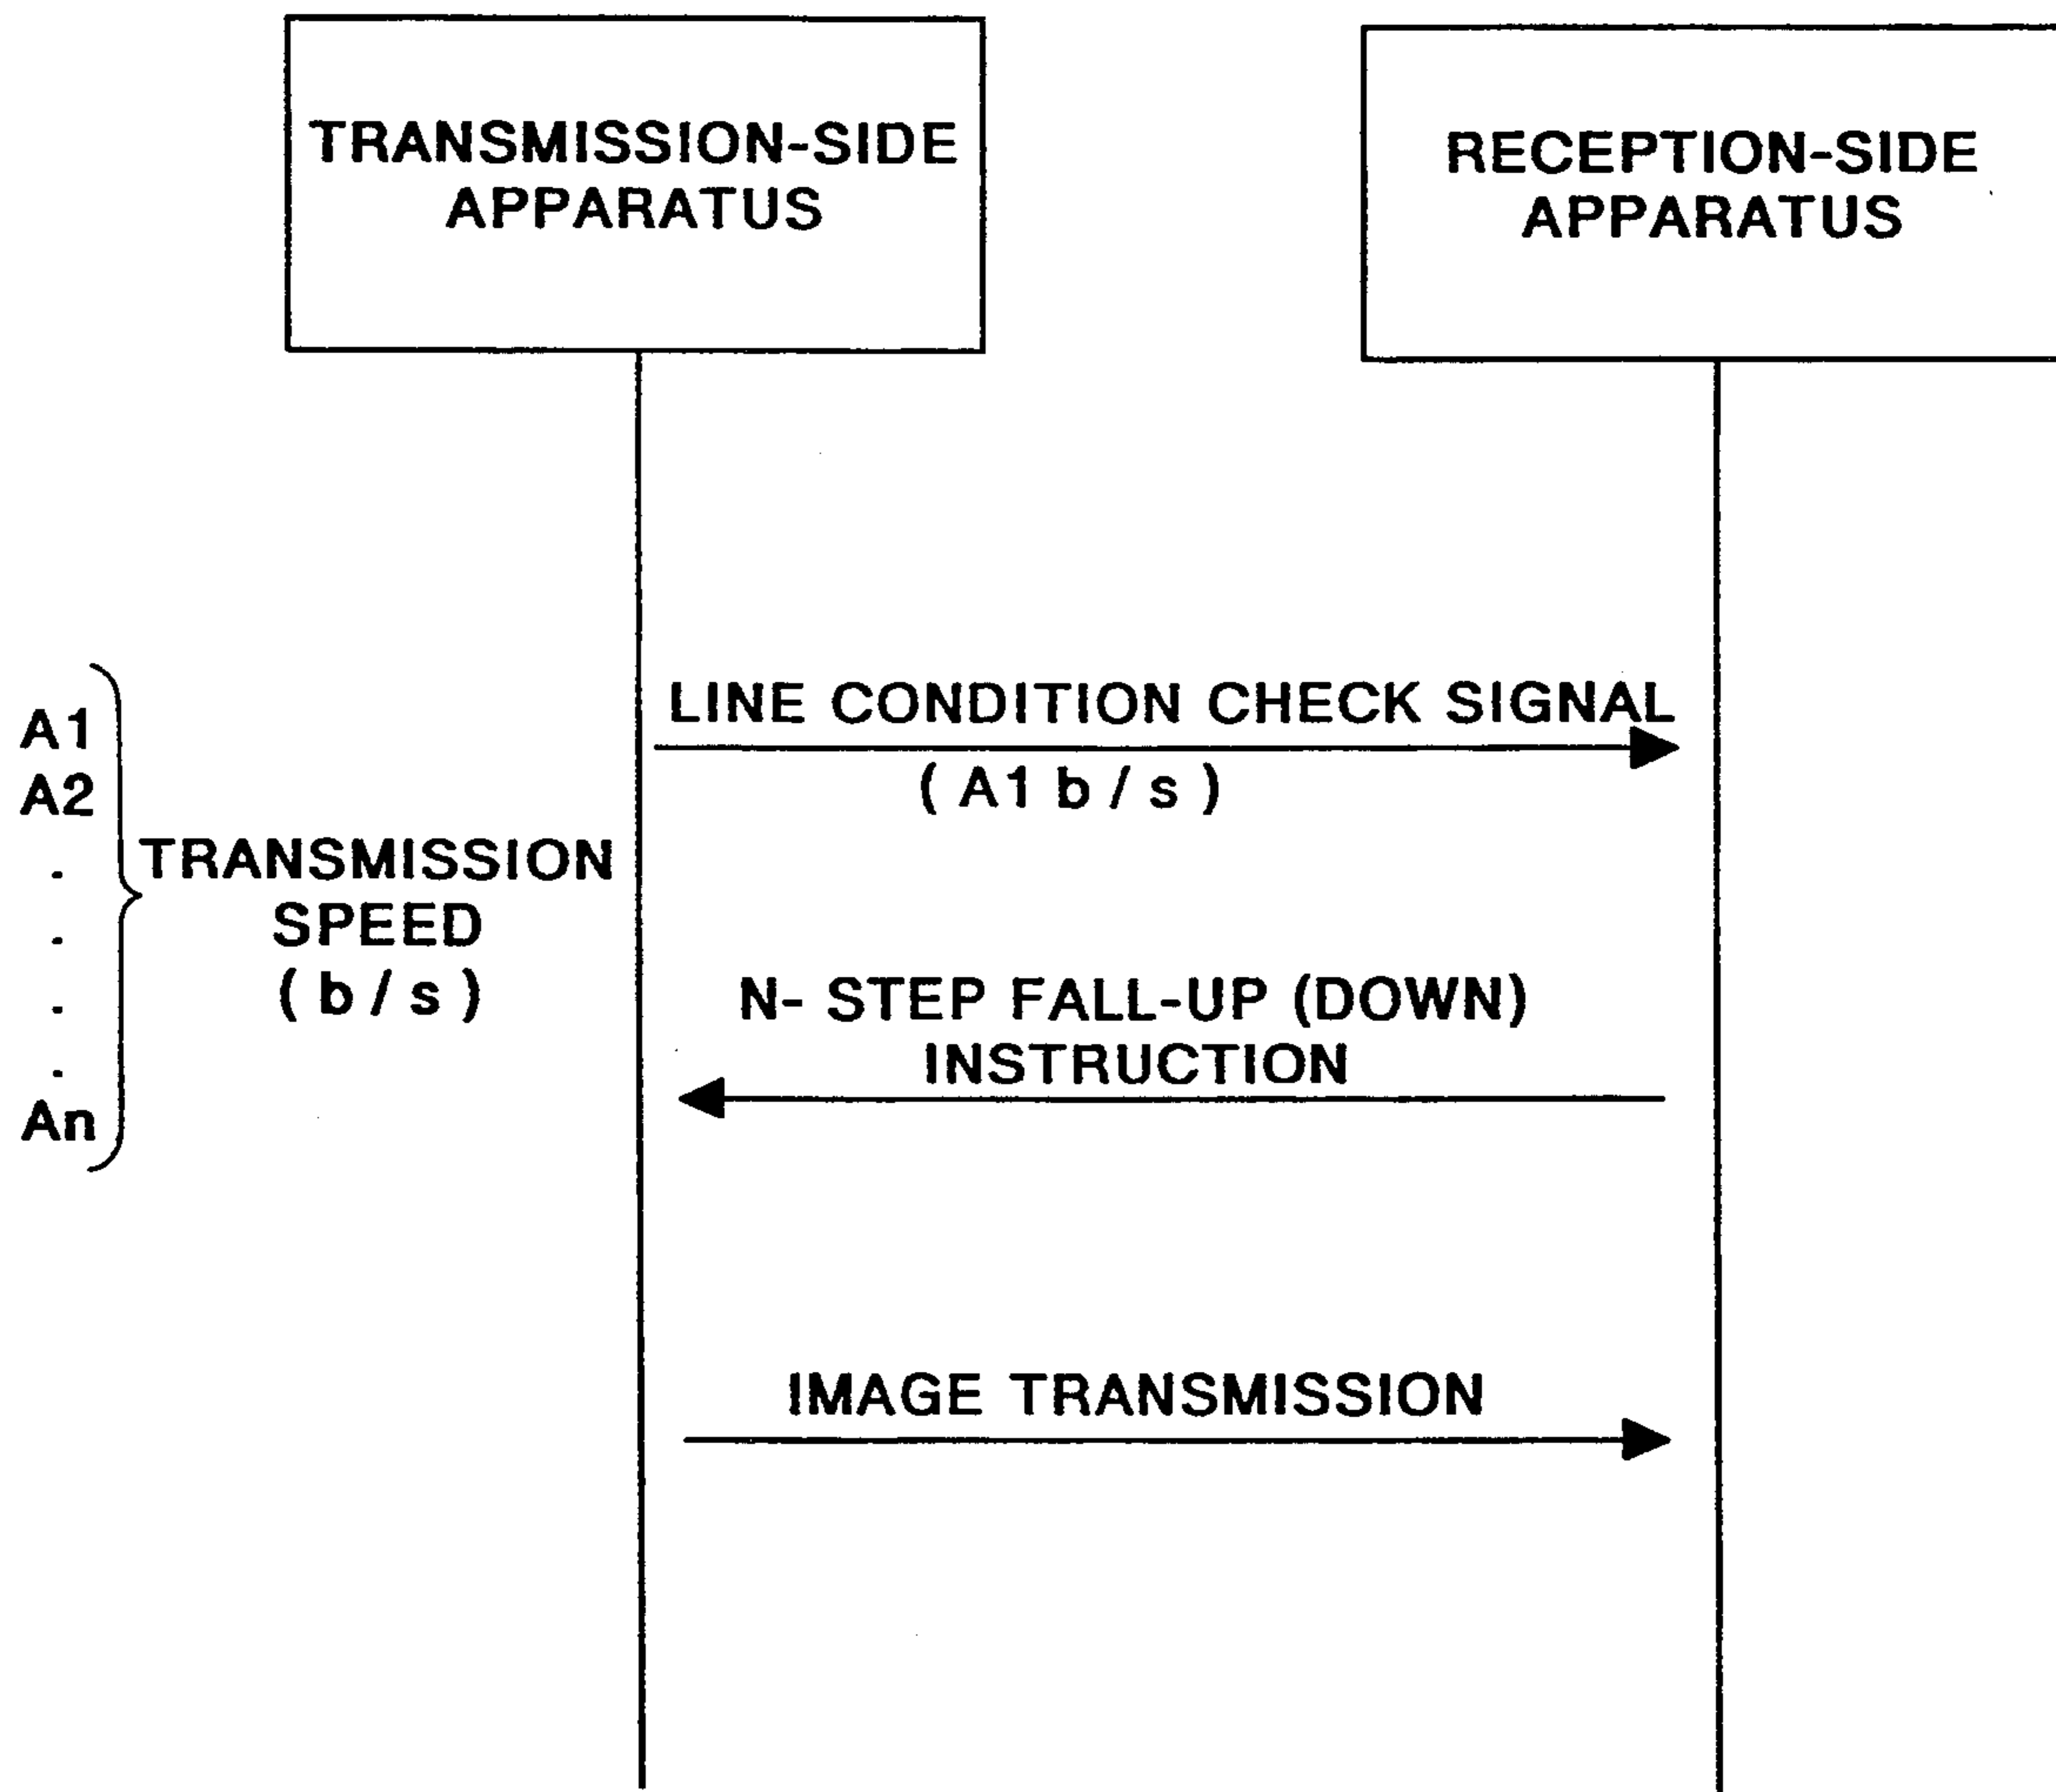 TRANSMISSION-SIDE
APPARATUS
RECEPTION-SIDE
APPARATUS
LINE CONDITION CHECK SIGNAL
( A1 b / s )
A1
A2
.
.
.
.
An
TRANSMISSION
SPEED
( b / s )
N- STEP FALL-UP (DOWN)
INSTRUCTION
IMAGE TRANSMISSION